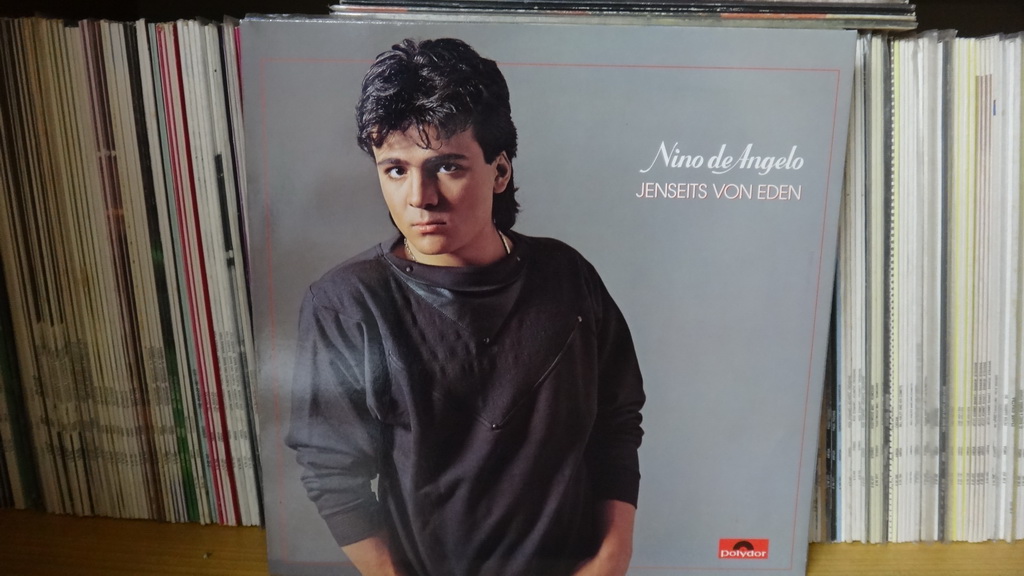 Nino de Angelo
JENSEITS VON EDEN
polydor